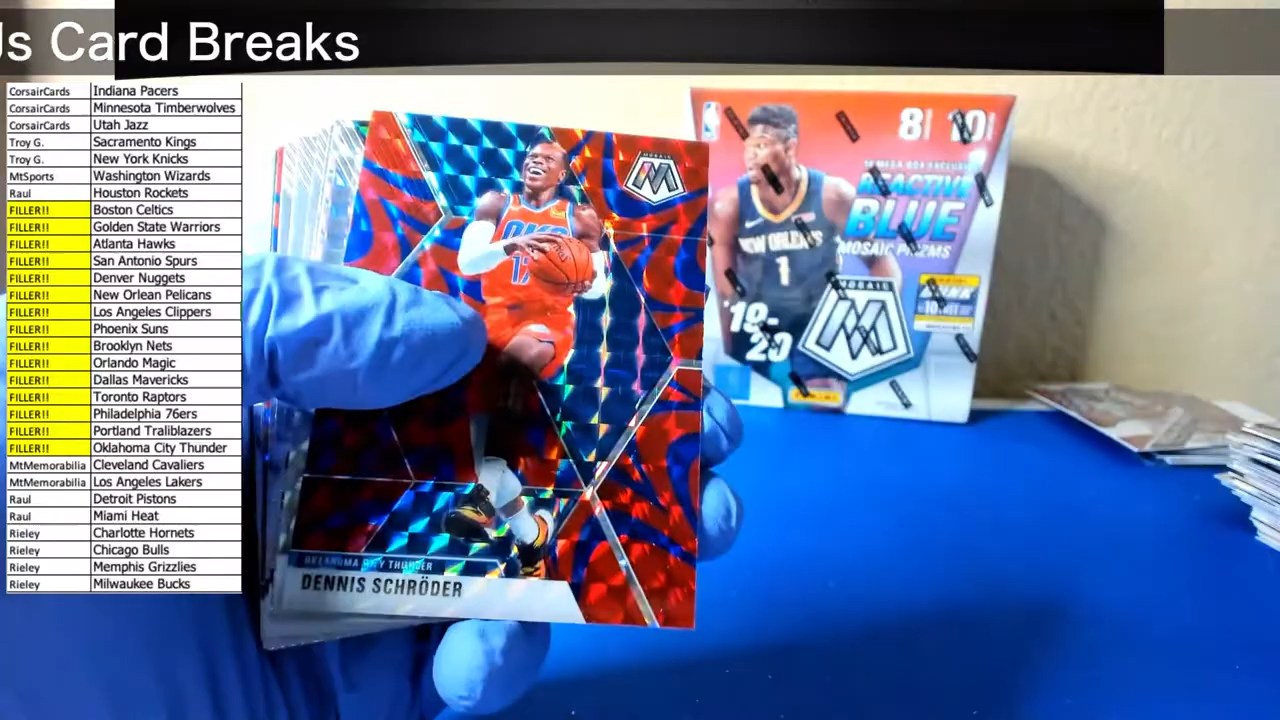 Js Card Breaks
CorsairCards Indiana Pacers
CorsairCards Minnesota Timberwolves
CorsairCards Utah Jazz
Troy G. Sacramento Kings
Troy G. New York Knicks
MtSports Washington Wizards
Raul Houston Rockets
FILLER!! Boston Celtics
FILLER!! Golden State Warriors
FILLER!! Atlanta Hawks
FILLER!! San Antonio Spurs
FILLER!! Denver Nuggets
FILLER!! New Orlean Pelicans
FILLER!! Los Angeles Clippers
FILLER!! Phoenix Suns
FILLER!! Brooklyn Nets
FILLER!! Orlando Magic
FILLER!! Dallas Mavericks
FILLER!! Toronto Raptors
FILLER!! Philadelphia 76ers
FILLER!! Portland Traliblazers
FILLER!! Oklahoma City Thunder
MtMemorabilia Cleveland Cavaliers
MtMemorabilia Los Angeles Lakers
Raul Detroit Pistons
Raul Miami Heat
Rieley Charlotte Hornets
Rieley Chicago Bulls
Rieley Memphis Grizzlies
Rieley Milwaukee Bucks
MOSAIC
OKC
17
OKLAHOMA CITY THUNDER
DENNIS SCHRÖDER
8 10
REACTIVE
BLUE
MOSAIC PRIZMS
NEW ORLEANS
1
MOSAIC
'19-
20